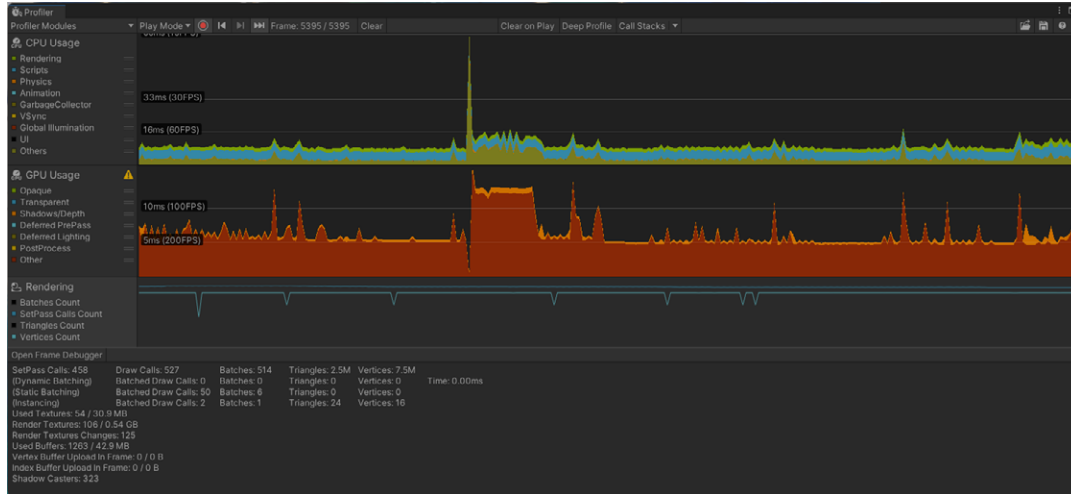 Profiler
Profiler Modules Play Mode Frame: 5395 / 5395 Clear Clear on Play Deep Profile Call Stacks
CPU Usage
Rendering
Scripts
Physics
Animation
GarbageCollector
VSync
Global Illumination
UI
Others
33ms (30FPS)
16ms (60FPS)
GPU Usage
Opaque
Transparent
Shadows/Depth
Deferred PrePass
Deferred Lighting
PostProcess
Other
10ms (100FPS)
5ms (200FPS)
Rendering
Batches Count
SetPass Calls Count
Triangles Count
Vertices Count
Open Frame Debugger
SetPass Calls: 458 Draw Calls: 527 Batches: 514 Triangles: 2.5M Vertices: 7.5M
(Dynamic Batching) Batched Draw Calls: 0 Batches: 0 Triangles: 0 Vertices: 0 Time: 0.00ms
(Static Batching) Batched Draw Calls: 50 Batches: 6 Triangles: 0 Vertices: 0
(Instancing) Batched Draw Calls: 2 Batches: 1 Triangles: 24 Vertices: 16
Used Textures: 54 / 30.9 MB
Render Textures: 106 / 0.54 GB
Render Textures Changes: 125
Used Buffers: 1263 / 42.9 MB
Vertex Buffer Upload In Frame: 0 / 0 B
Index Buffer Upload In Frame: 0 / 0 B
Shadow Casters: 323